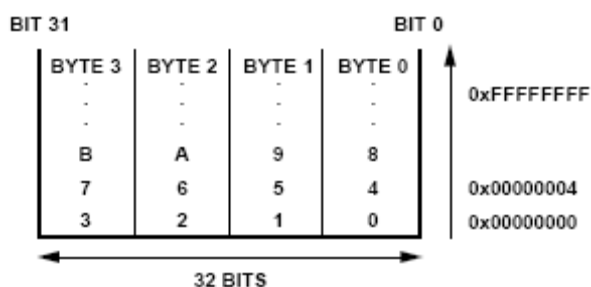 BIT 31 BIT 0
BYTE 3 BYTE 2 BYTE 1 BYTE 0
. . . .
. . . . 0xFFFFFFFF
. . . .
B A 9 8
7 6 5 4 0x00000004
3 2 1 0 0x00000000
32 BITS